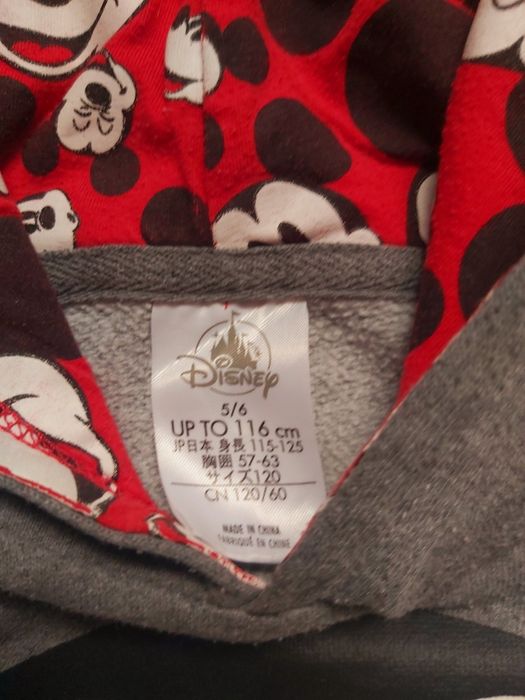 Disney
5/6
UP TO 116 cm
JP日本 身長 115-125
胸囲 57-63
サイズ120
CN 120/60
MADE IN CHINA
FABRIQUÉ EN CHINE